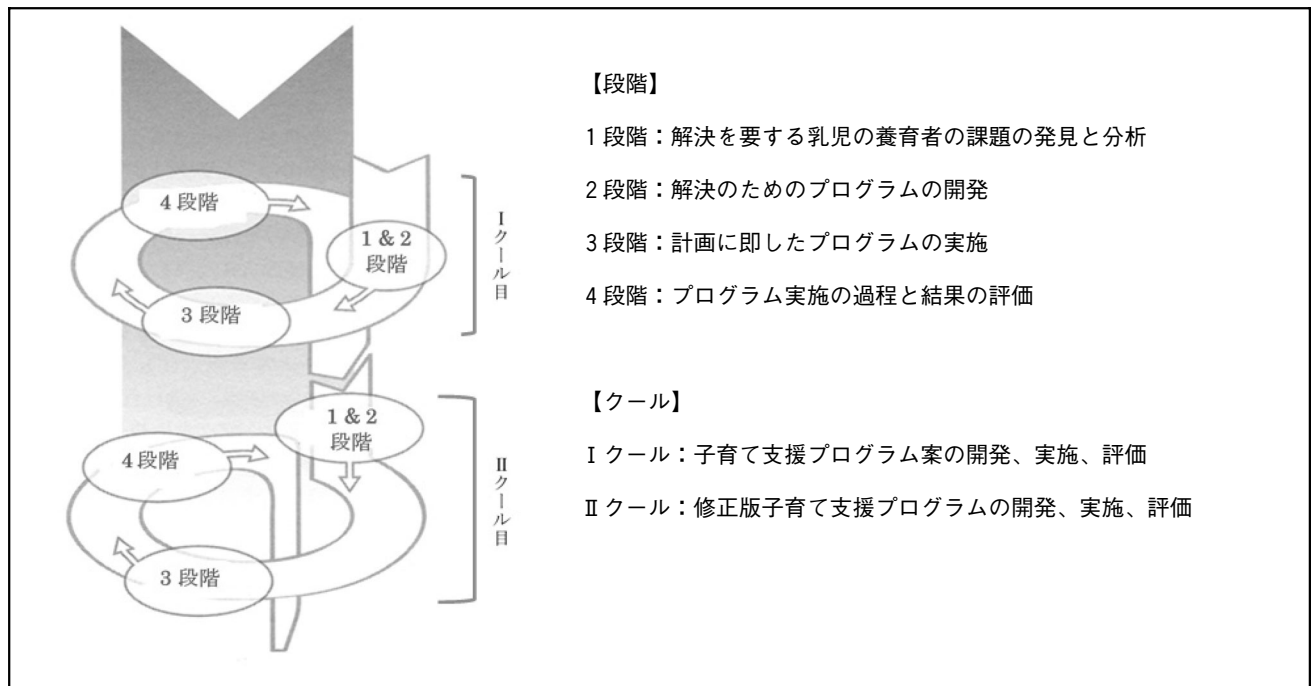 4 段階
1 & 2
段階
3 段階
Ⅰクール目
1 & 2
段階
4 段階
3 段階
Ⅱクール目
【段階】
1 段階：解決を要する乳児の養育者の課題の発見と分析
2 段階：解決のためのプログラムの開発
3 段階：計画に即したプログラムの実施
4 段階：プログラム実施の過程と結果の評価
【クール】
Ⅰ クール：子育て支援プログラム案の開発、実施、評価
Ⅱ クール：修正版子育て支援プログラムの開発、実施、評価